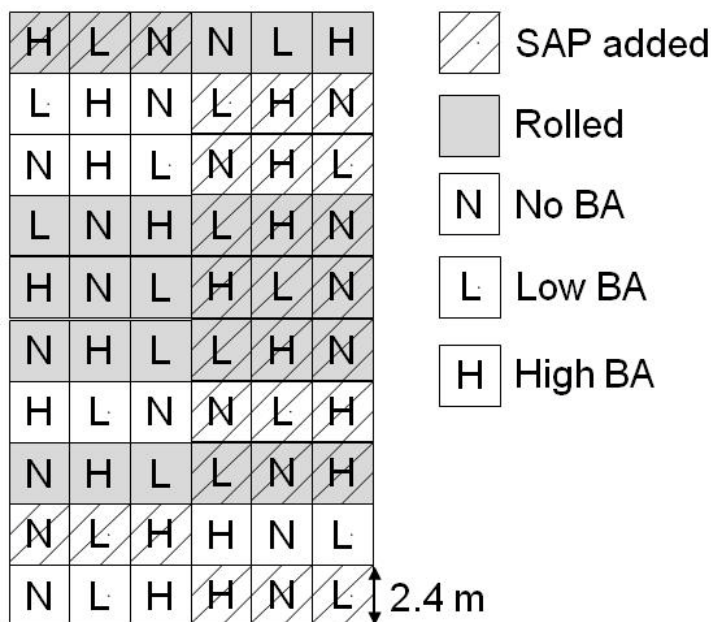 H L N N L H
L H N L H N
N H L N H L
L N H L H N
H N L H L N
N H L L H N
H L N N L H
N H L L N H
N L H H N L
N L H H N L
SAP added
Rolled
N No BA
L Low BA
H High BA
2.4 m